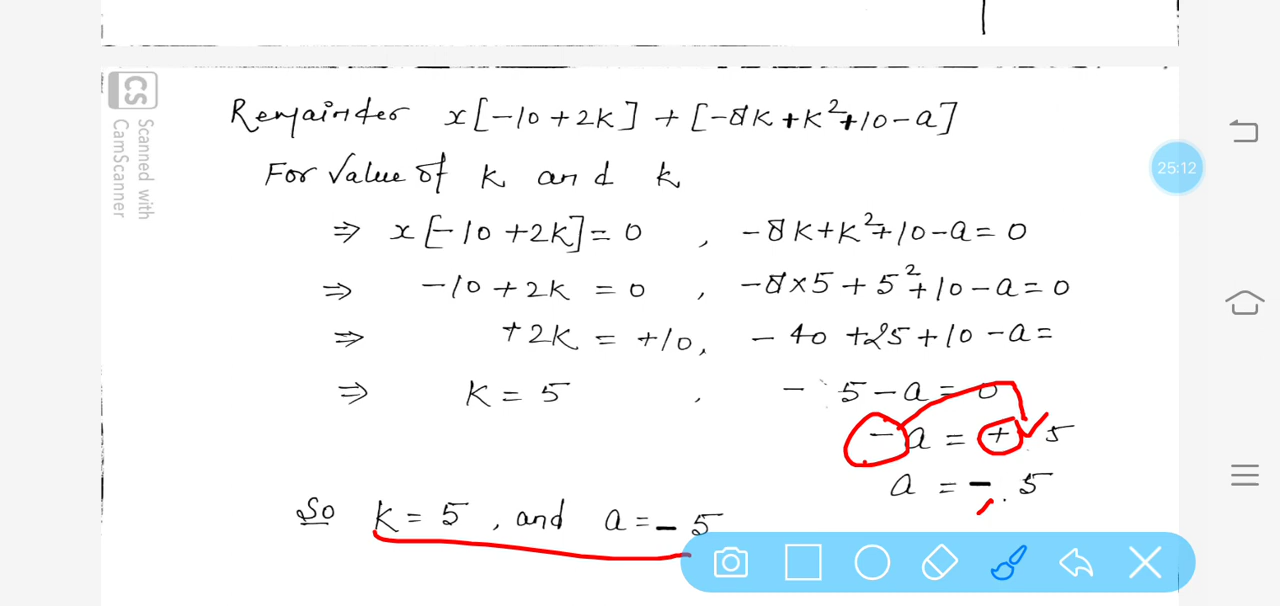 CS Scanned with CamScanner
Remainder x[-10+2K] + [-8K+K²+10-a]
For Value of K and k
⇒ x[-10+2K]=0 , -8K+K²+10-a=0
⇒ -10+2K = 0 , -8×5+5²+10-a=0
⇒ +2K = +10, -40 +25+10-a=
⇒ K = 5 , - 5-a=0
-a = + 5
a = - 5
So K=5, and a=-5
25:12